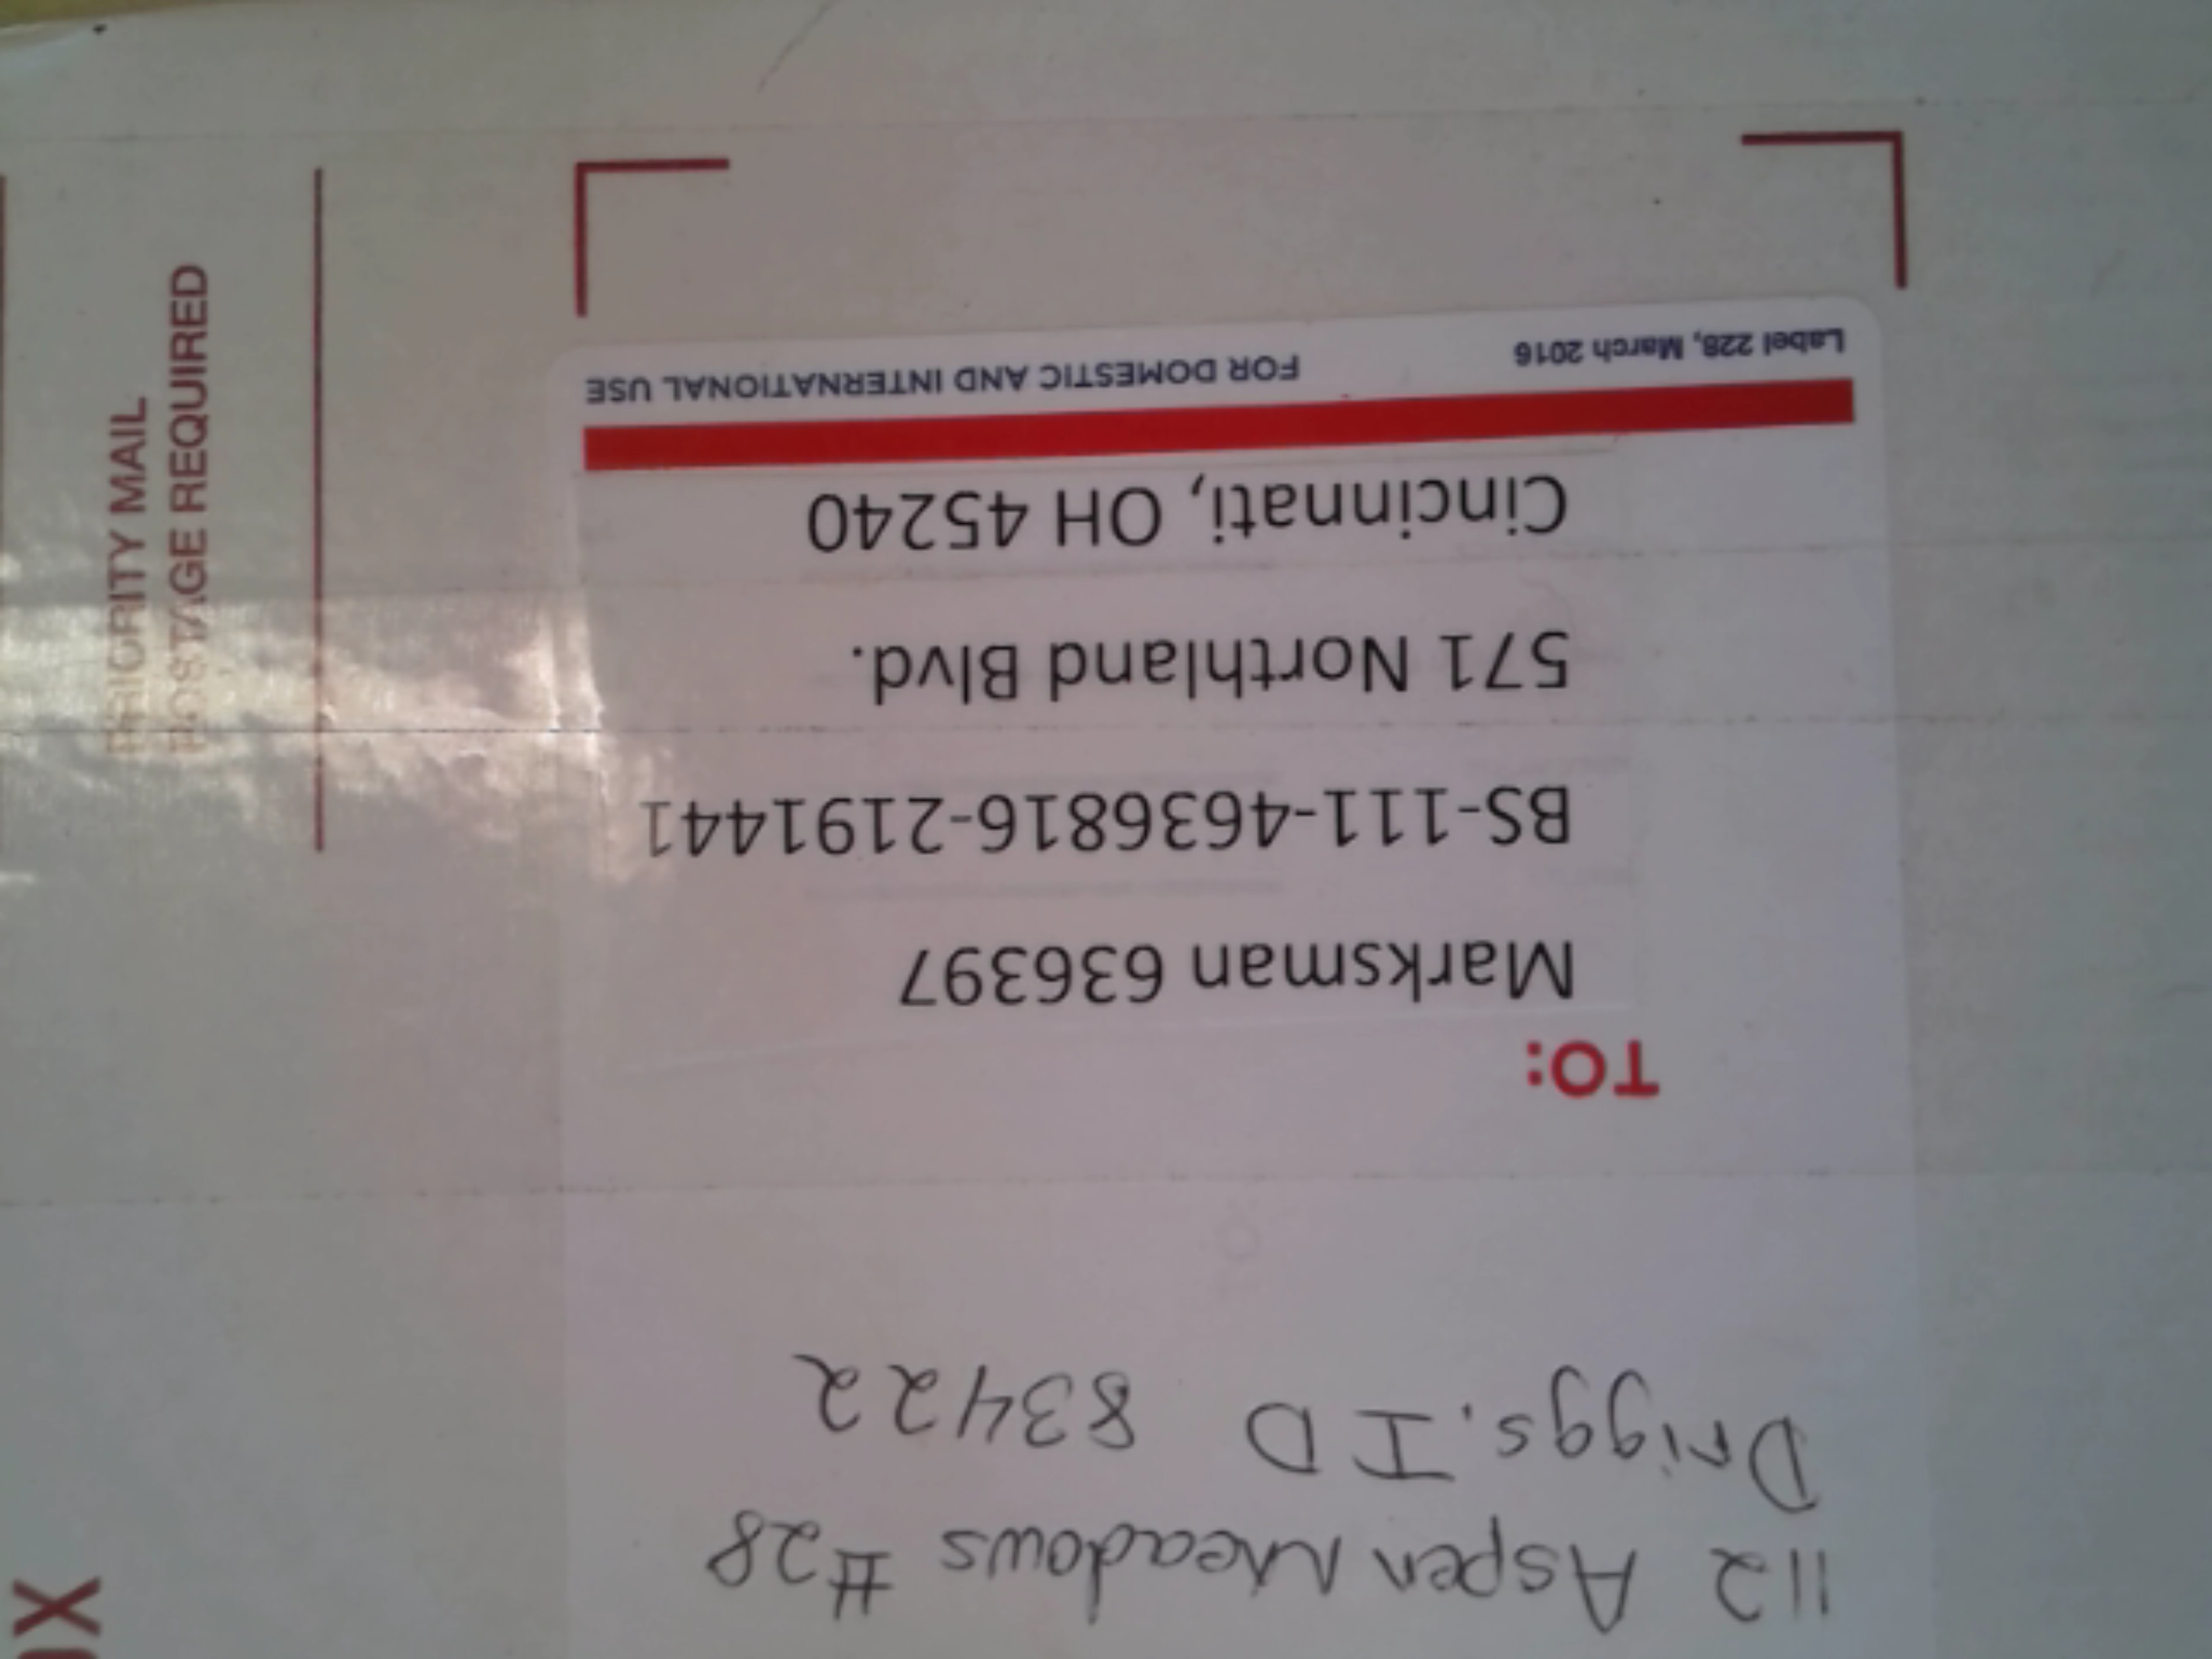 112 Aspen Meadows #28
Driggs, ID 83422
TO:
Marksman 636397
BS-111-4636816-2191441
571 Northland Blvd.
Cincinnati, OH 45240
Label 228, March 2016 FOR DOMESTIC AND INTERNATIONAL USE
PRIORITY MAIL
POSTAGE REQUIRED